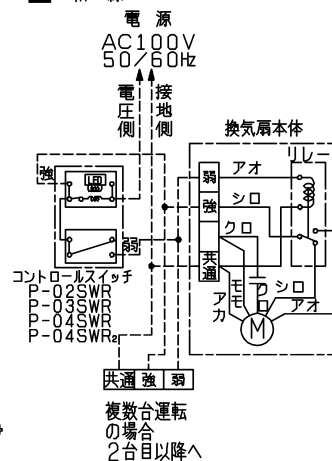 電源
AC100V
50/60Hz
電圧側
接地側
換気扇本体
リレー
強
LED
弱
弱
強
共通
アオ
シロ
クロ
シロ
アカ
モモ
アオ
M
コントロールスイッチ
P-02SWR
P-03SWR
P-04SWR
P-04SWR₂
共通 強 弱
複数台運転
の場合
2台目以降へ